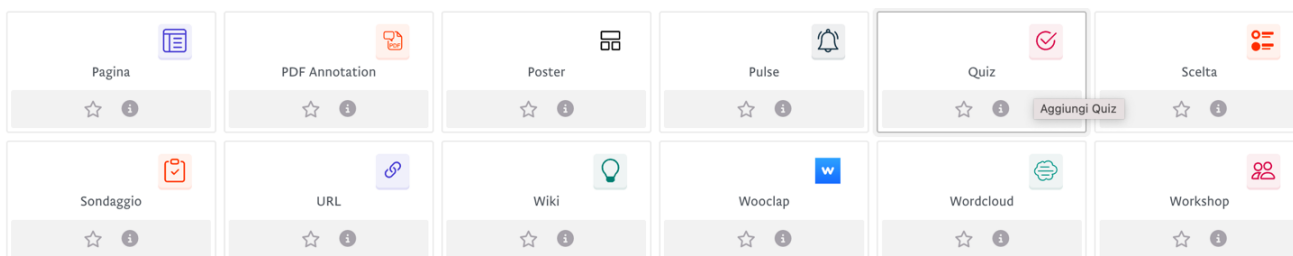 Pagina
PDF Annotation
Poster
Pulse
Quiz
Scelta
Aggiungi Quiz
Sondaggio
URL
Wiki
Wooclap
Wordcloud
Workshop